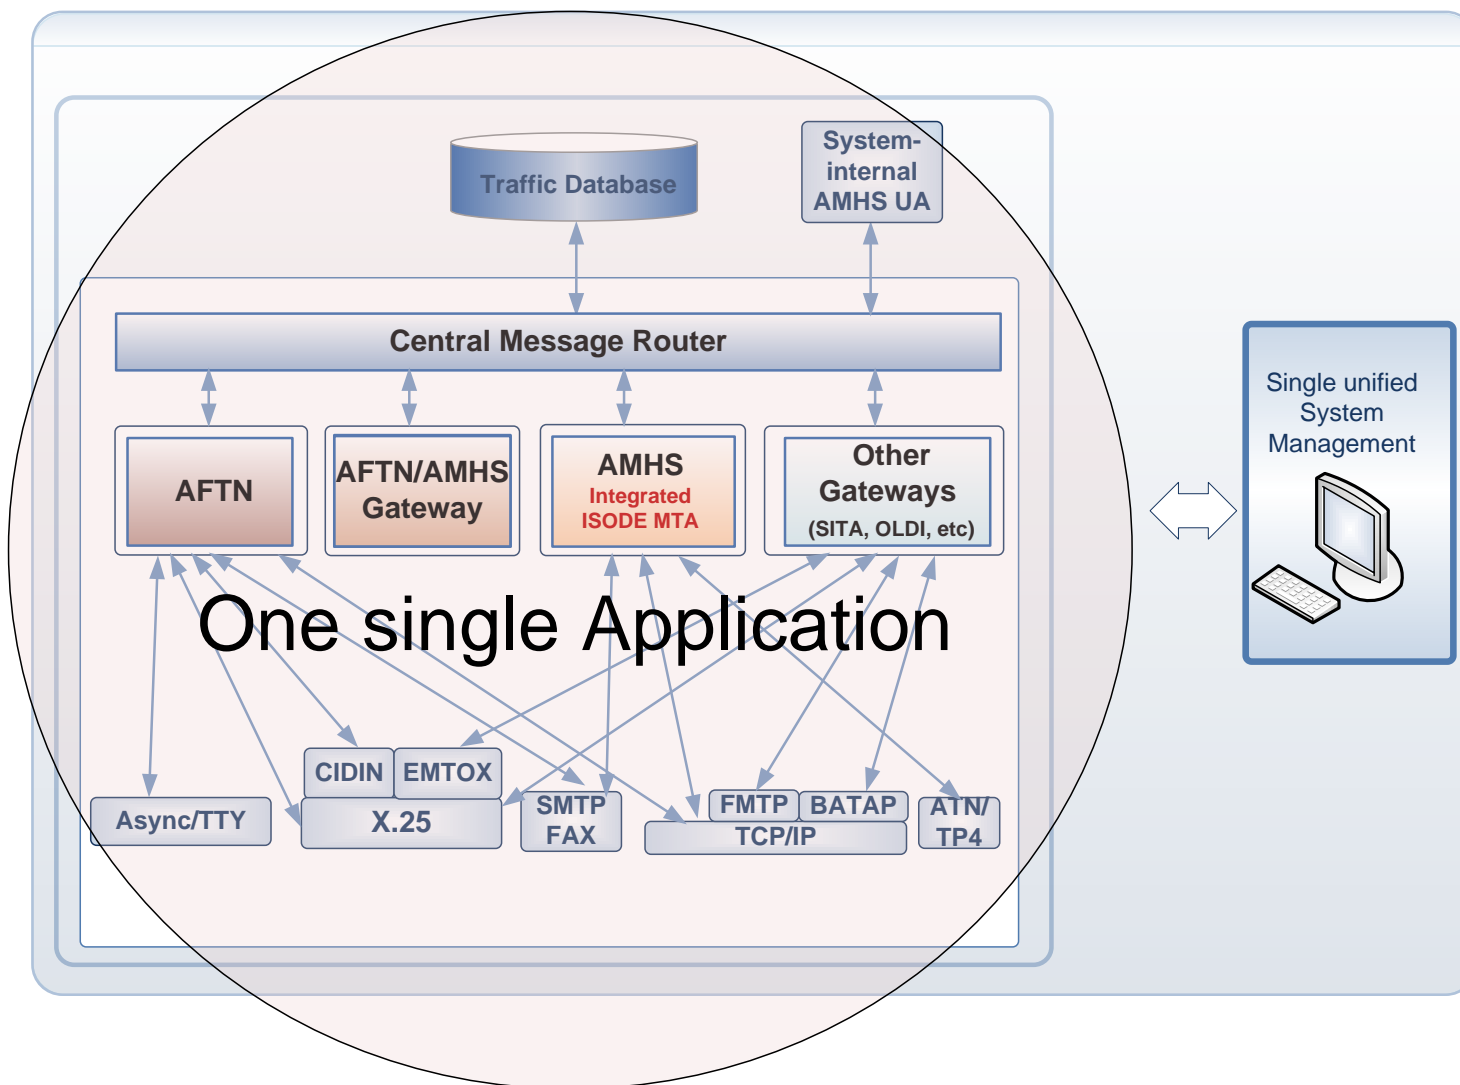 Traffic Database
System-
internal
AMHS UA
Central Message Router
AFTN
AFTN/AMHS
Gateway
AMHS
Integrated
ISODE MTA
Other
Gateways
(SITA, OLDI, etc)
Single unified
System
Management
One single Application
CIDIN
EMTOX
Async/TTY
X.25
SMTP
FAX
FMTP
BATAP
TCP/IP
ATN/
TP4